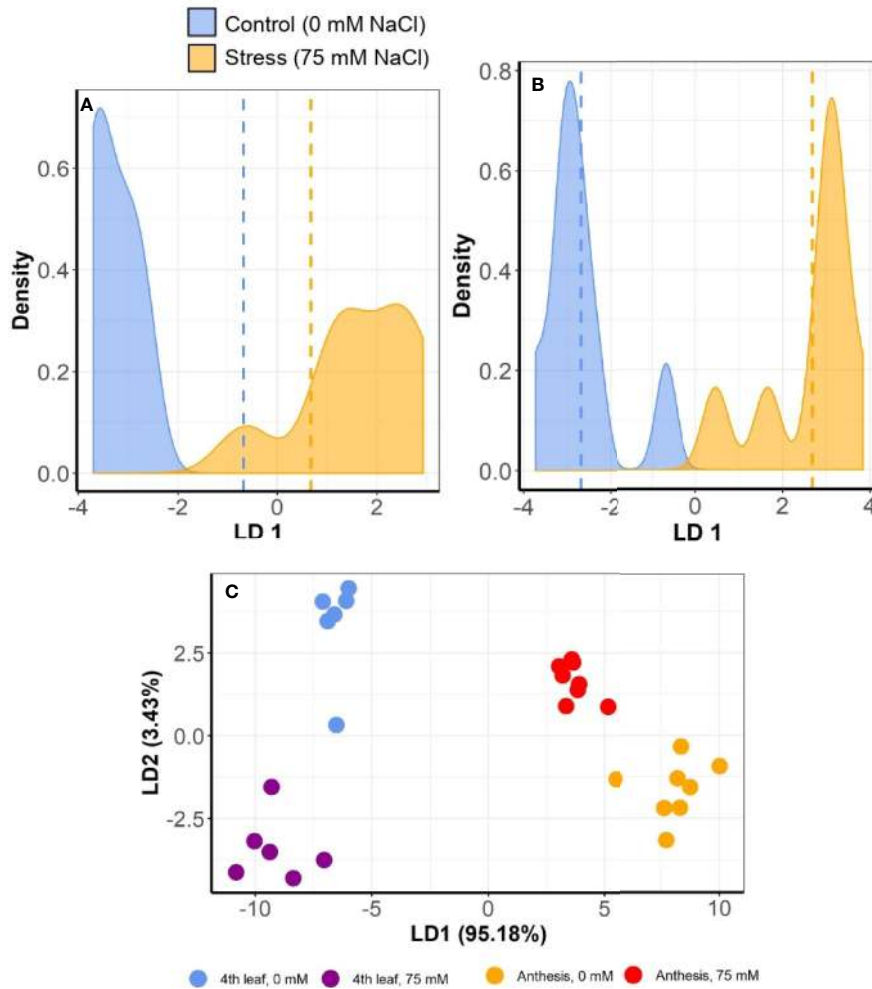 Control (0 mM NaCl)
Stress (75 mM NaCl)
A
Density
0.6
0.4
0.2
0.0
-4
-2
0
2
LD 1
B
Density
0.8
0.6
0.4
0.2
0.0
-4
-2
0
2
4
LD 1
C
LD2 (3.43%)
2.5
0.0
-2.5
-10
-5
0
5
10
LD1 (95.18%)
4th leaf, 0 mM 4th leaf, 75 mM Anthesis, 0 mM Anthesis, 75 mM